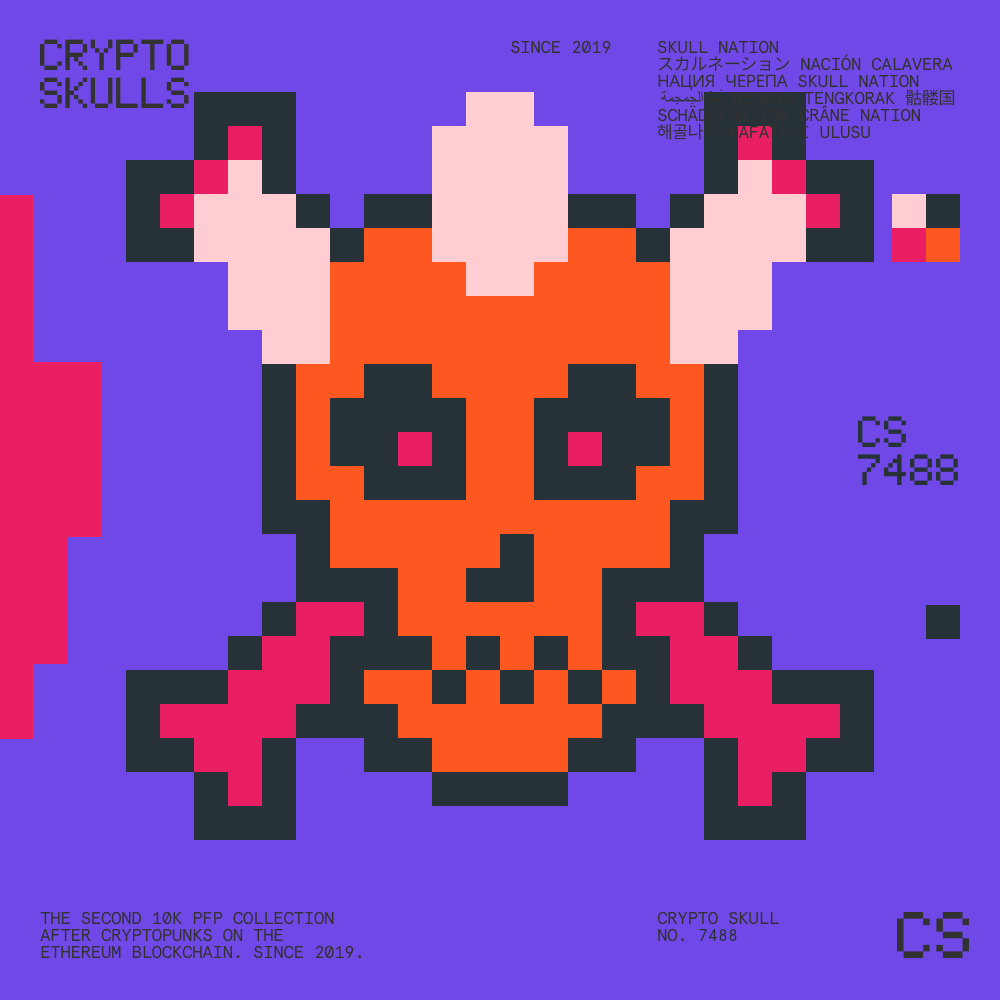 CRYPTO
SKULLS
SINCE 2019
SKULL NATION
スカルネーション NACIÓN CALAVERA
НАЦИЯ ЧЕРЕПА SKULL NATION
TENGKORAK 骷髅国
CRÂNE NATION
해골 ULUSU
CS
7488
THE SECOND 10K PFP COLLECTION
AFTER CRYPTOPUNKS ON THE
ETHEREUM BLOCKCHAIN. SINCE 2019.
CRYPTO SKULL
NO. 7488
CS